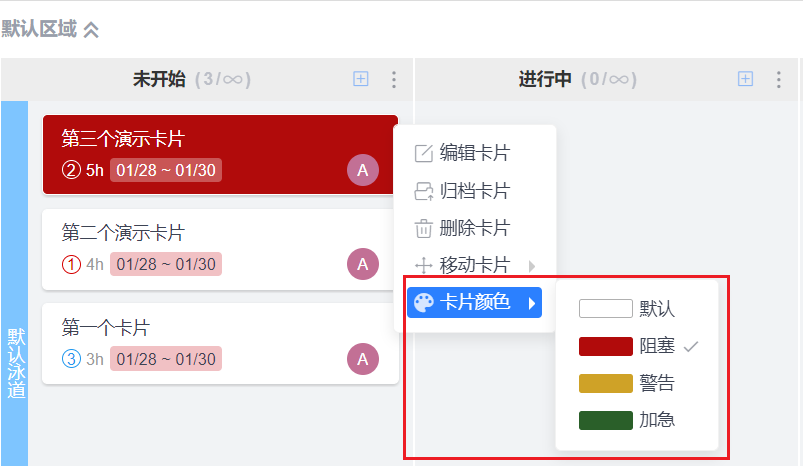 默认区域
未开始 (3/∞)
进行中 (0/∞)
默认泳道
第三个演示卡片
② 5h 01/28 ~ 01/30 A
第二个演示卡片
① 4h 01/28 ~ 01/30 A
第一个卡片
③ 3h 01/28 ~ 01/30 A
编辑卡片
归档卡片
删除卡片
移动卡片
卡片颜色
默认
阻塞
警告
加急